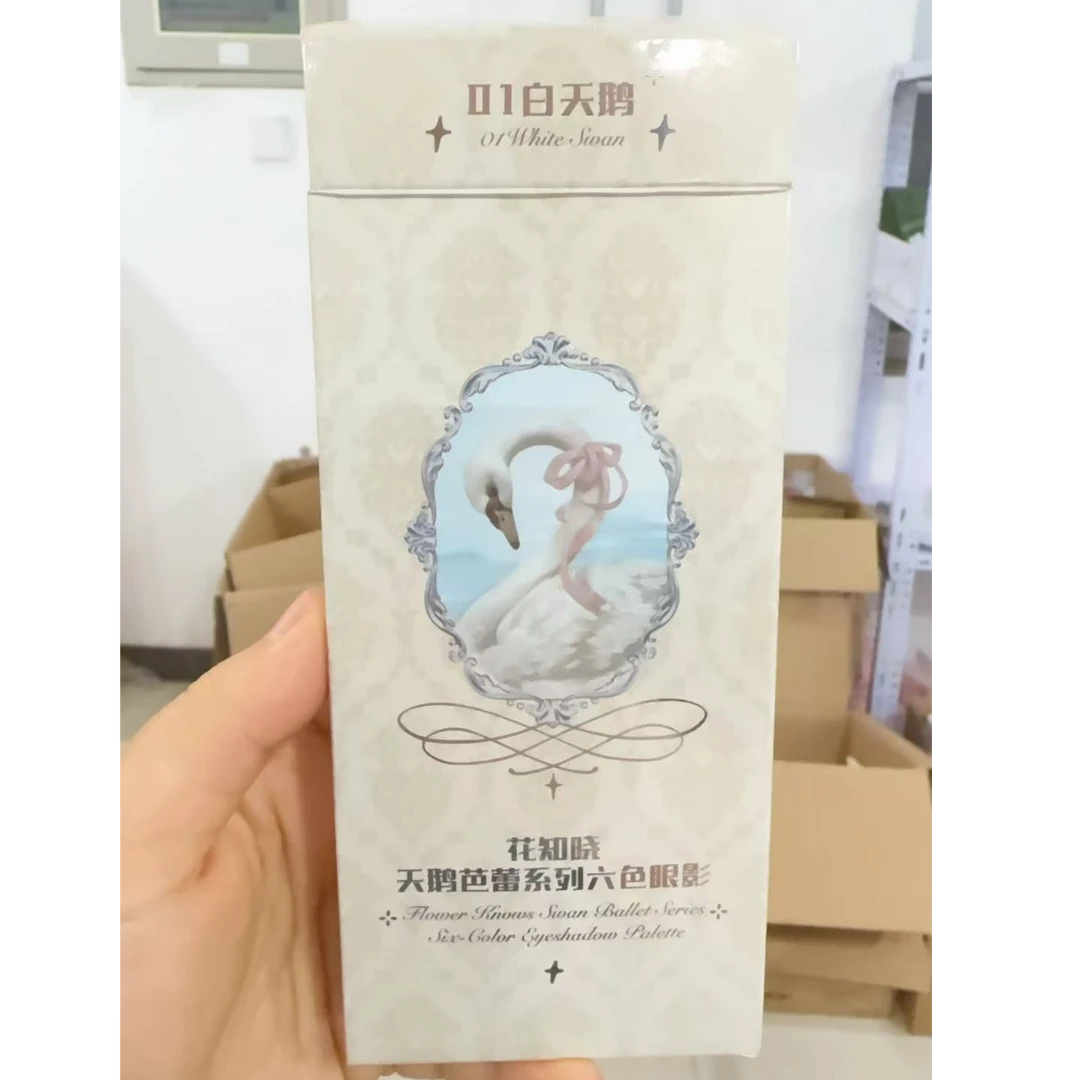 01白天鹅
01 White Swan
花知晓
天鹅芭蕾系列六色眼影
Flower Knows Swan Ballet Series
Six-Color Eyeshadow Palette